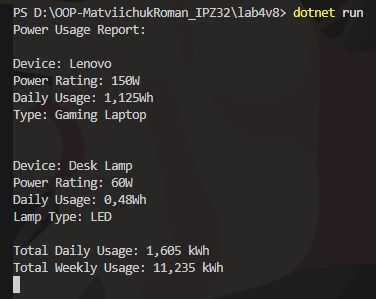 PS D:\OOP-MatviichukRoman_IPZ32\lab4v8> dotnet run
Power Usage Report:
Device: Lenovo
Power Rating: 150W
Daily Usage: 1,125Wh
Type: Gaming Laptop
Device: Desk Lamp
Power Rating: 60W
Daily Usage: 0,48Wh
Lamp Type: LED
Total Daily Usage: 1,605 kWh
Total Weekly Usage: 11,235 kWh